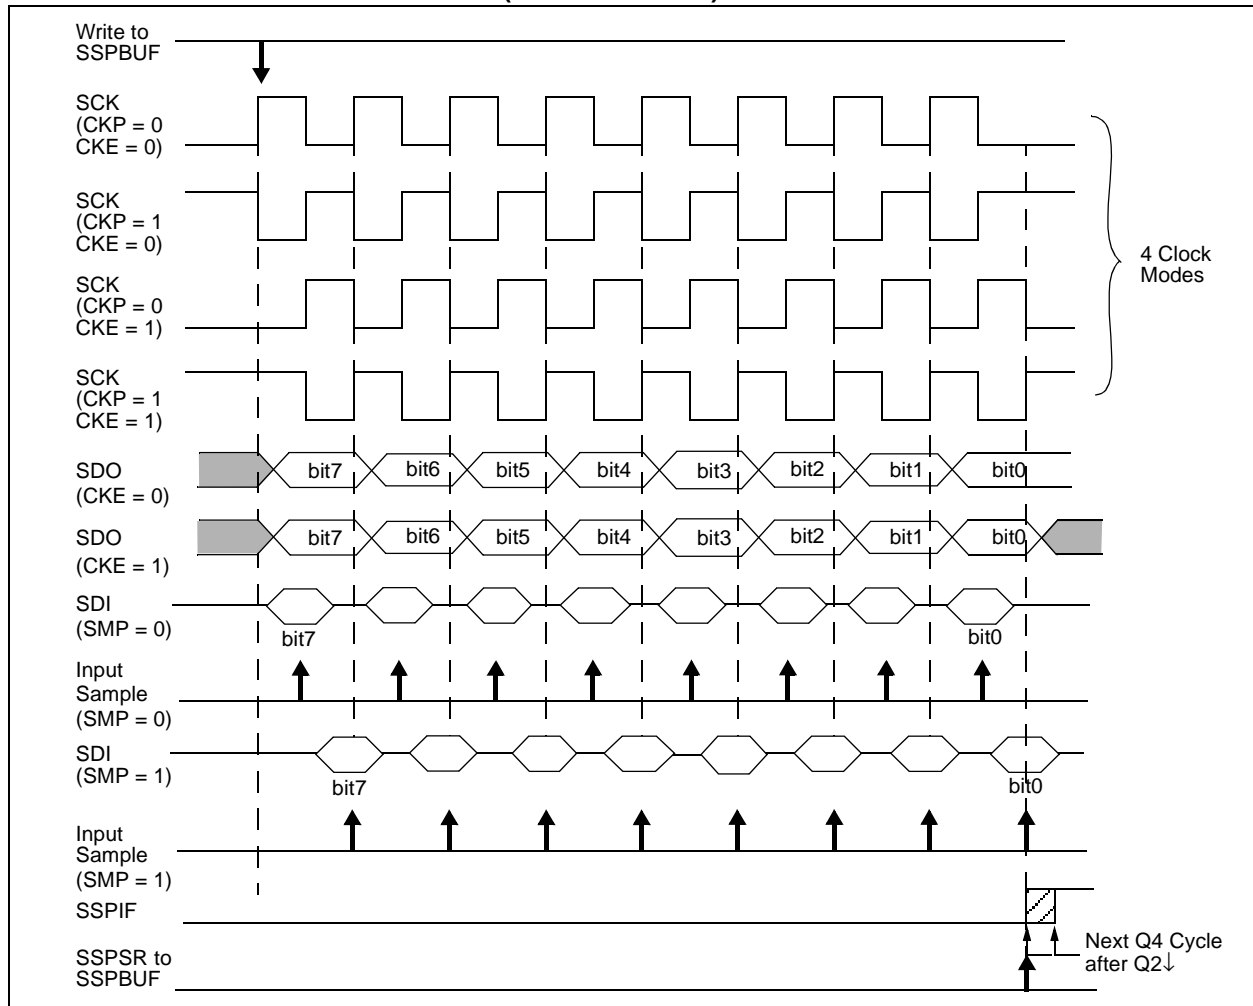 Write to
SSPBUF
SCK
(CKP = 0
CKE = 0)
SCK
(CKP = 1
CKE = 0)
SCK
(CKP = 0
CKE = 1)
SCK
(CKP = 1
CKE = 1)
4 Clock
Modes
SDO
(CKE = 0)
bit7 bit6 bit5 bit4 bit3 bit2 bit1 bit0
SDO
(CKE = 1)
bit7 bit6 bit5 bit4 bit3 bit2 bit1 bit0
SDI
(SMP = 0)
bit7 bit0
Input
Sample
(SMP = 0)
SDI
(SMP = 1)
bit7 bit0
Input
Sample
(SMP = 1)
SSPIF
Next Q4 Cycle
after Q2↓
SSPSR to
SSPBUF